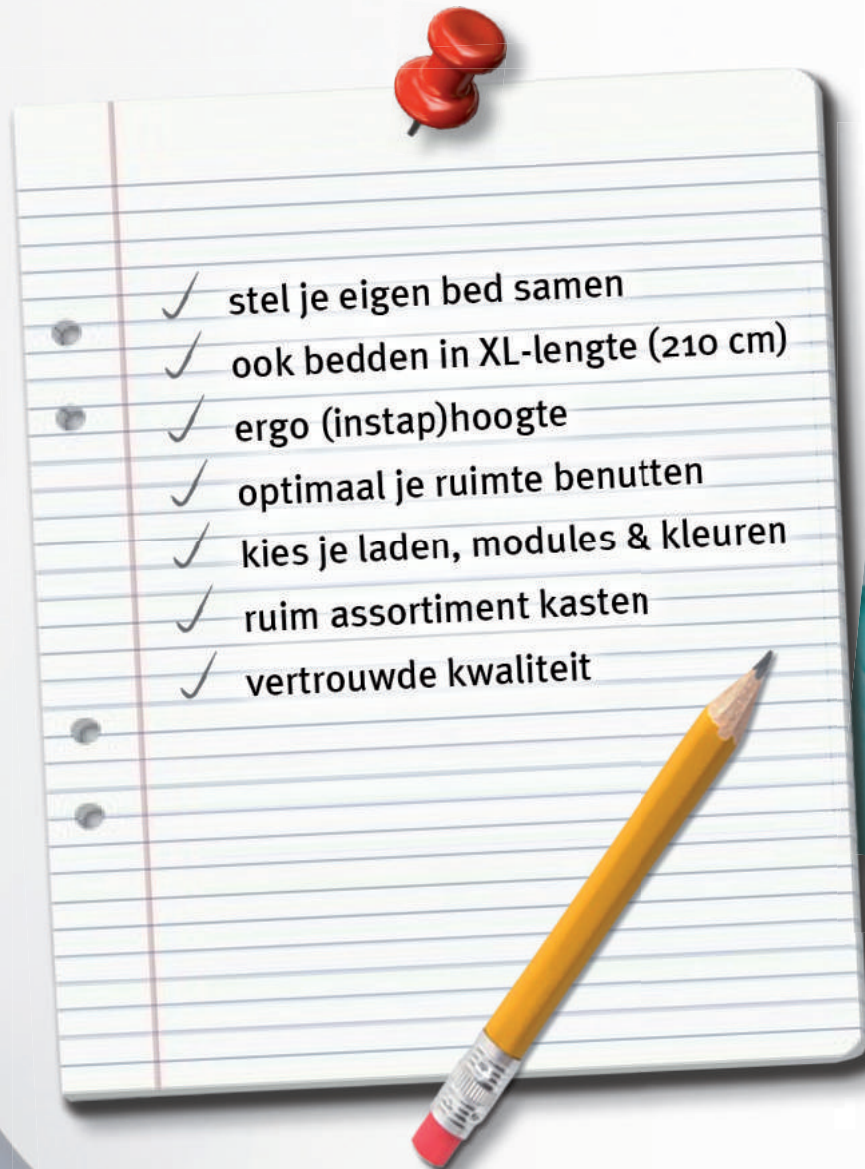 stel je eigen bed samen
ook bedden in XL-lengte (210 cm)
ergo (instap)hoogte
optimaal je ruimte benutten
kies je laden, modules & kleuren
ruim assortiment kasten
vertrouwde kwaliteit